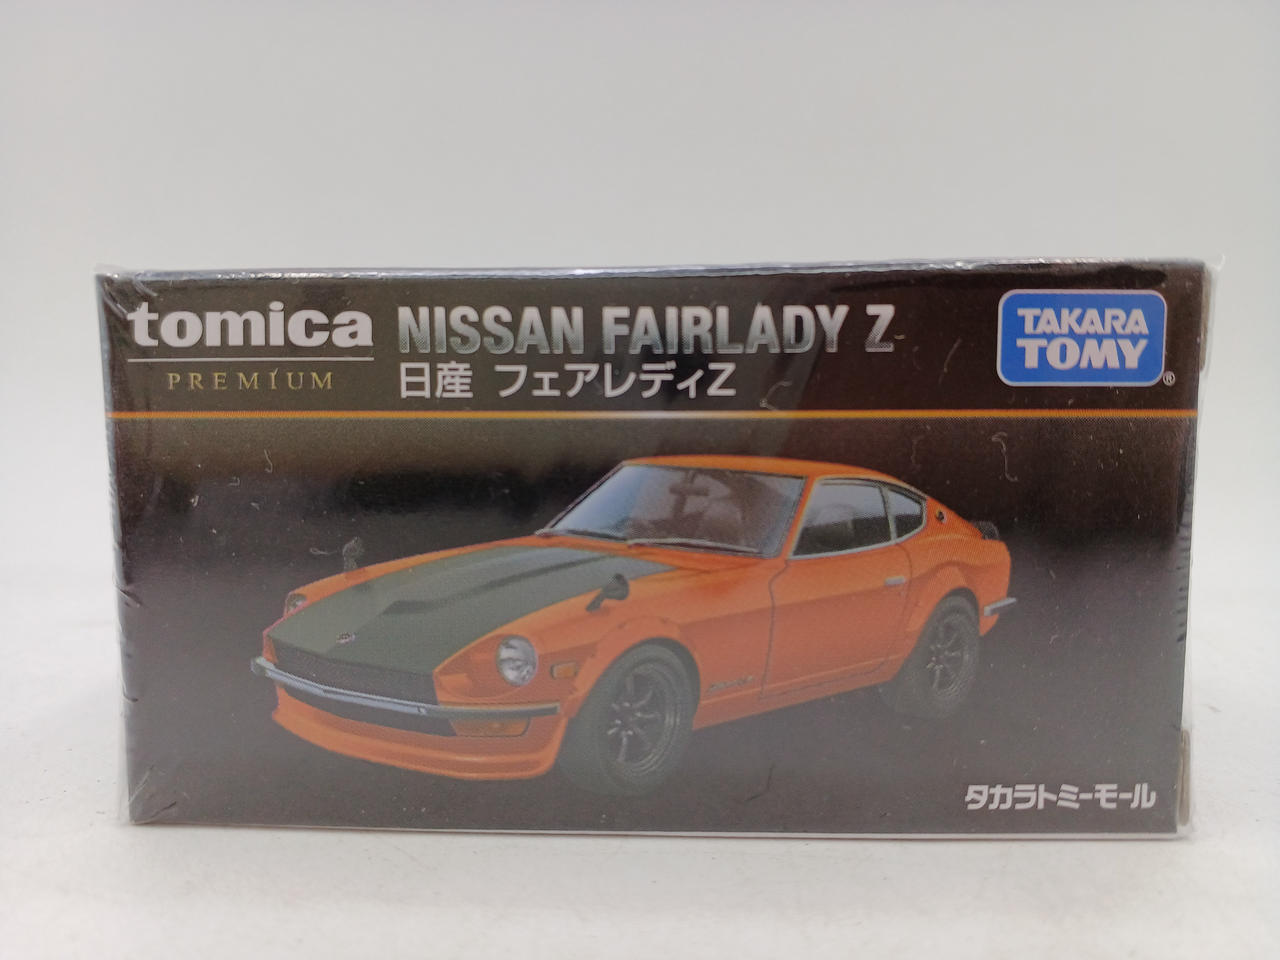 tomica
PREMIUM
NISSAN FAIRLADY Z
日産 フェアレディZ
TAKARA
TOMY
®
タカラトミーモール